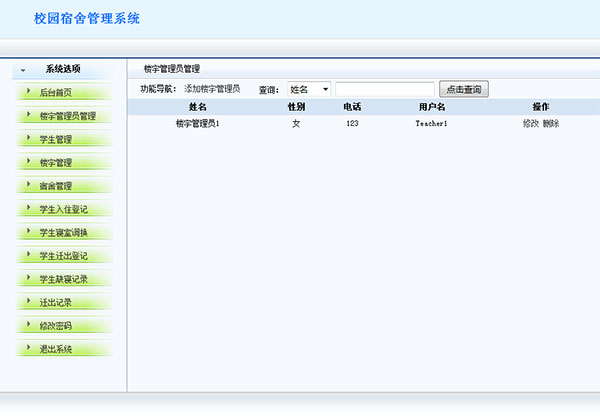 校园宿舍管理系统
系统选项
后台首页
楼宇管理员管理
学生管理
楼宇管理
宿舍管理
学生入住登记
学生寝室调换
学生迁出登记
学生缺寝记录
迁出记录
修改密码
退出系统
楼宇管理员管理
功能导航: 添加楼宇管理员 查询: 姓名 点击查询
姓名 性别 电话 用户名 操作
楼宇管理员1 女 123 Teacher1 修改 删除